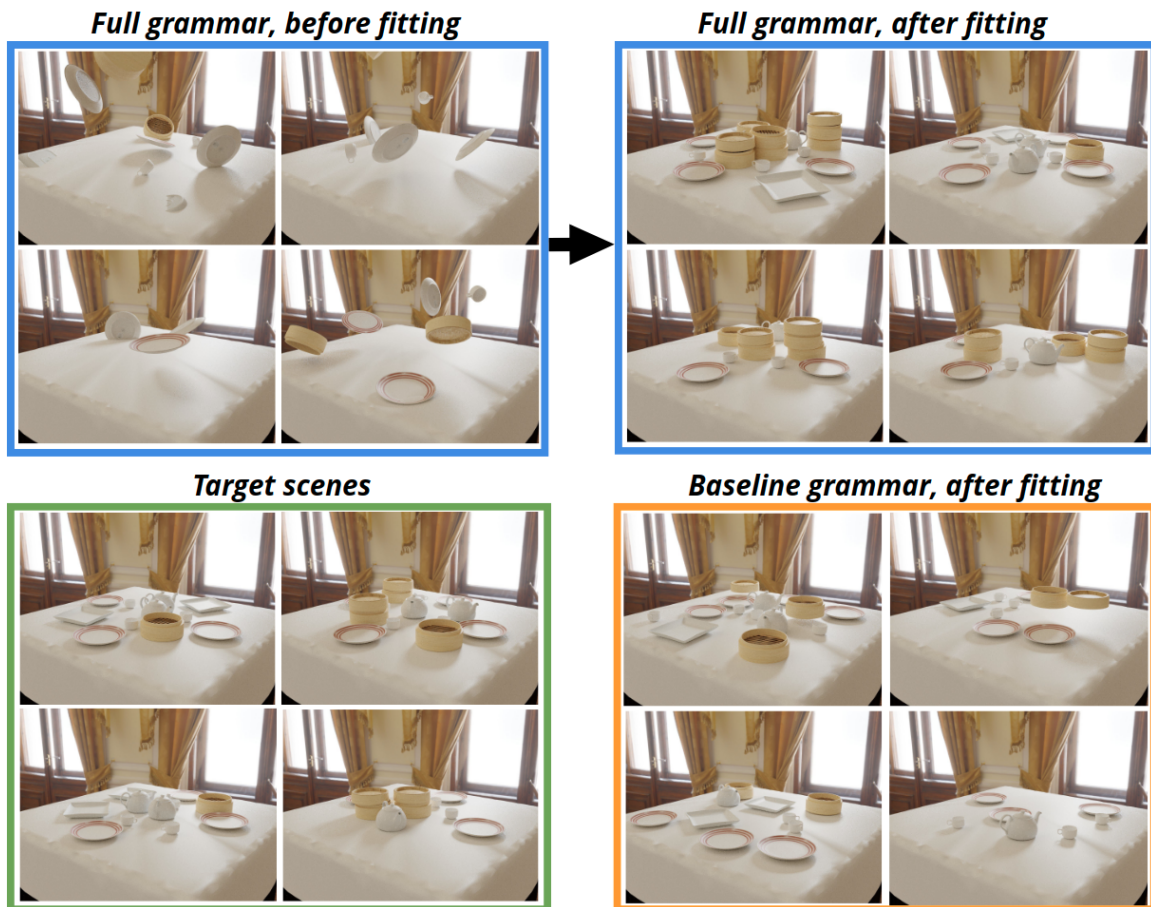 Full grammar, before fitting
Full grammar, after fitting
Target scenes
Baseline grammar, after fitting